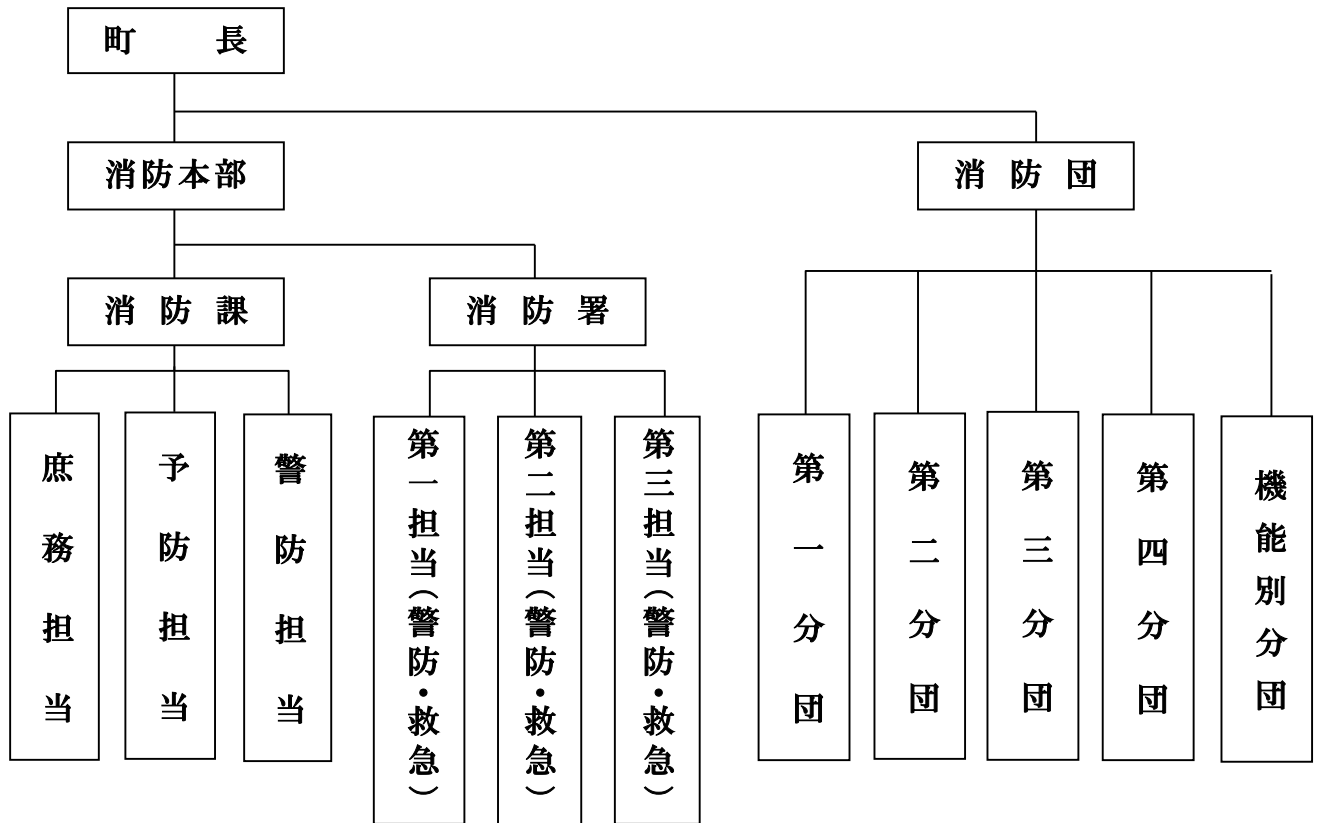 町長
消防本部
消防団
消防課
消防署
庶務担当
予防担当
警防担当
第一担当(警防・救急)
第二担当(警防・救急)
第三担当(警防・救急)
第一分団
第二分団
第三分団
第四分団
機能別分団